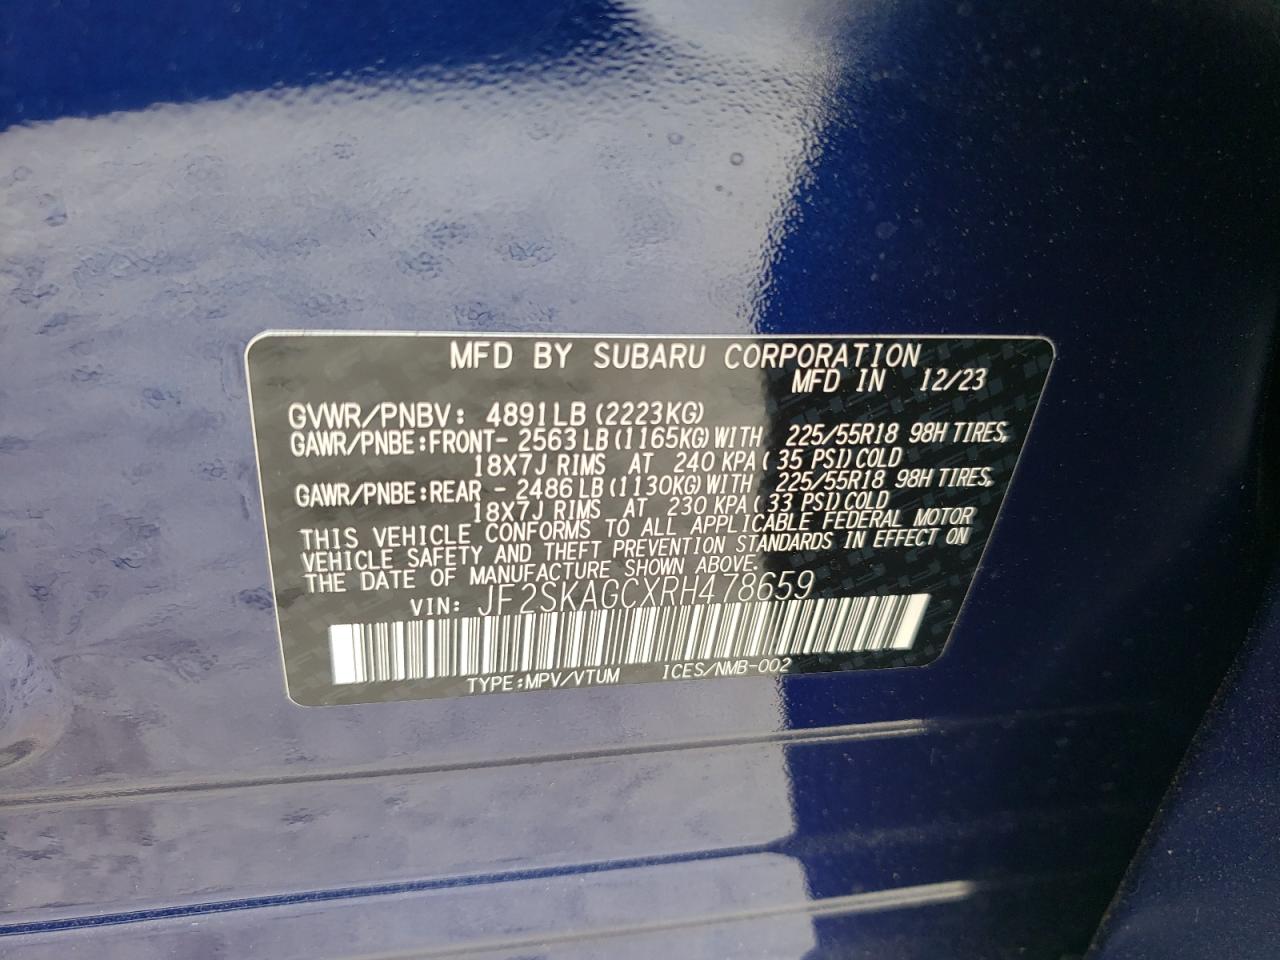 MFD BY SUBARU CORPORATION
MFD IN 12/23
GVWR/PNBV: 4891LB (2223KG)
GAWR/PNBE:FRONT- 2563LB (1165KG) WITH 225/55R18 98H TIRES,
18X7J RIMS AT 240 KPA ( 35 PSI) COLD
GAWR/PNBE:REAR - 2486LB (1130KG) WITH 225/55R18 98H TIRES,
18X7J RIMS AT 230 KPA ( 33 PSI) COLD
THIS VEHICLE CONFORMS TO ALL APPLICABLE FEDERAL MOTOR
VEHICLE SAFETY AND THEFT PREVENTION STANDARDS IN EFFECT ON
THE DATE OF MANUFACTURE SHOWN ABOVE.
VIN: JF2SKAGCXRH478659
TYPE:MPV/VTUM ICES/NMB-002